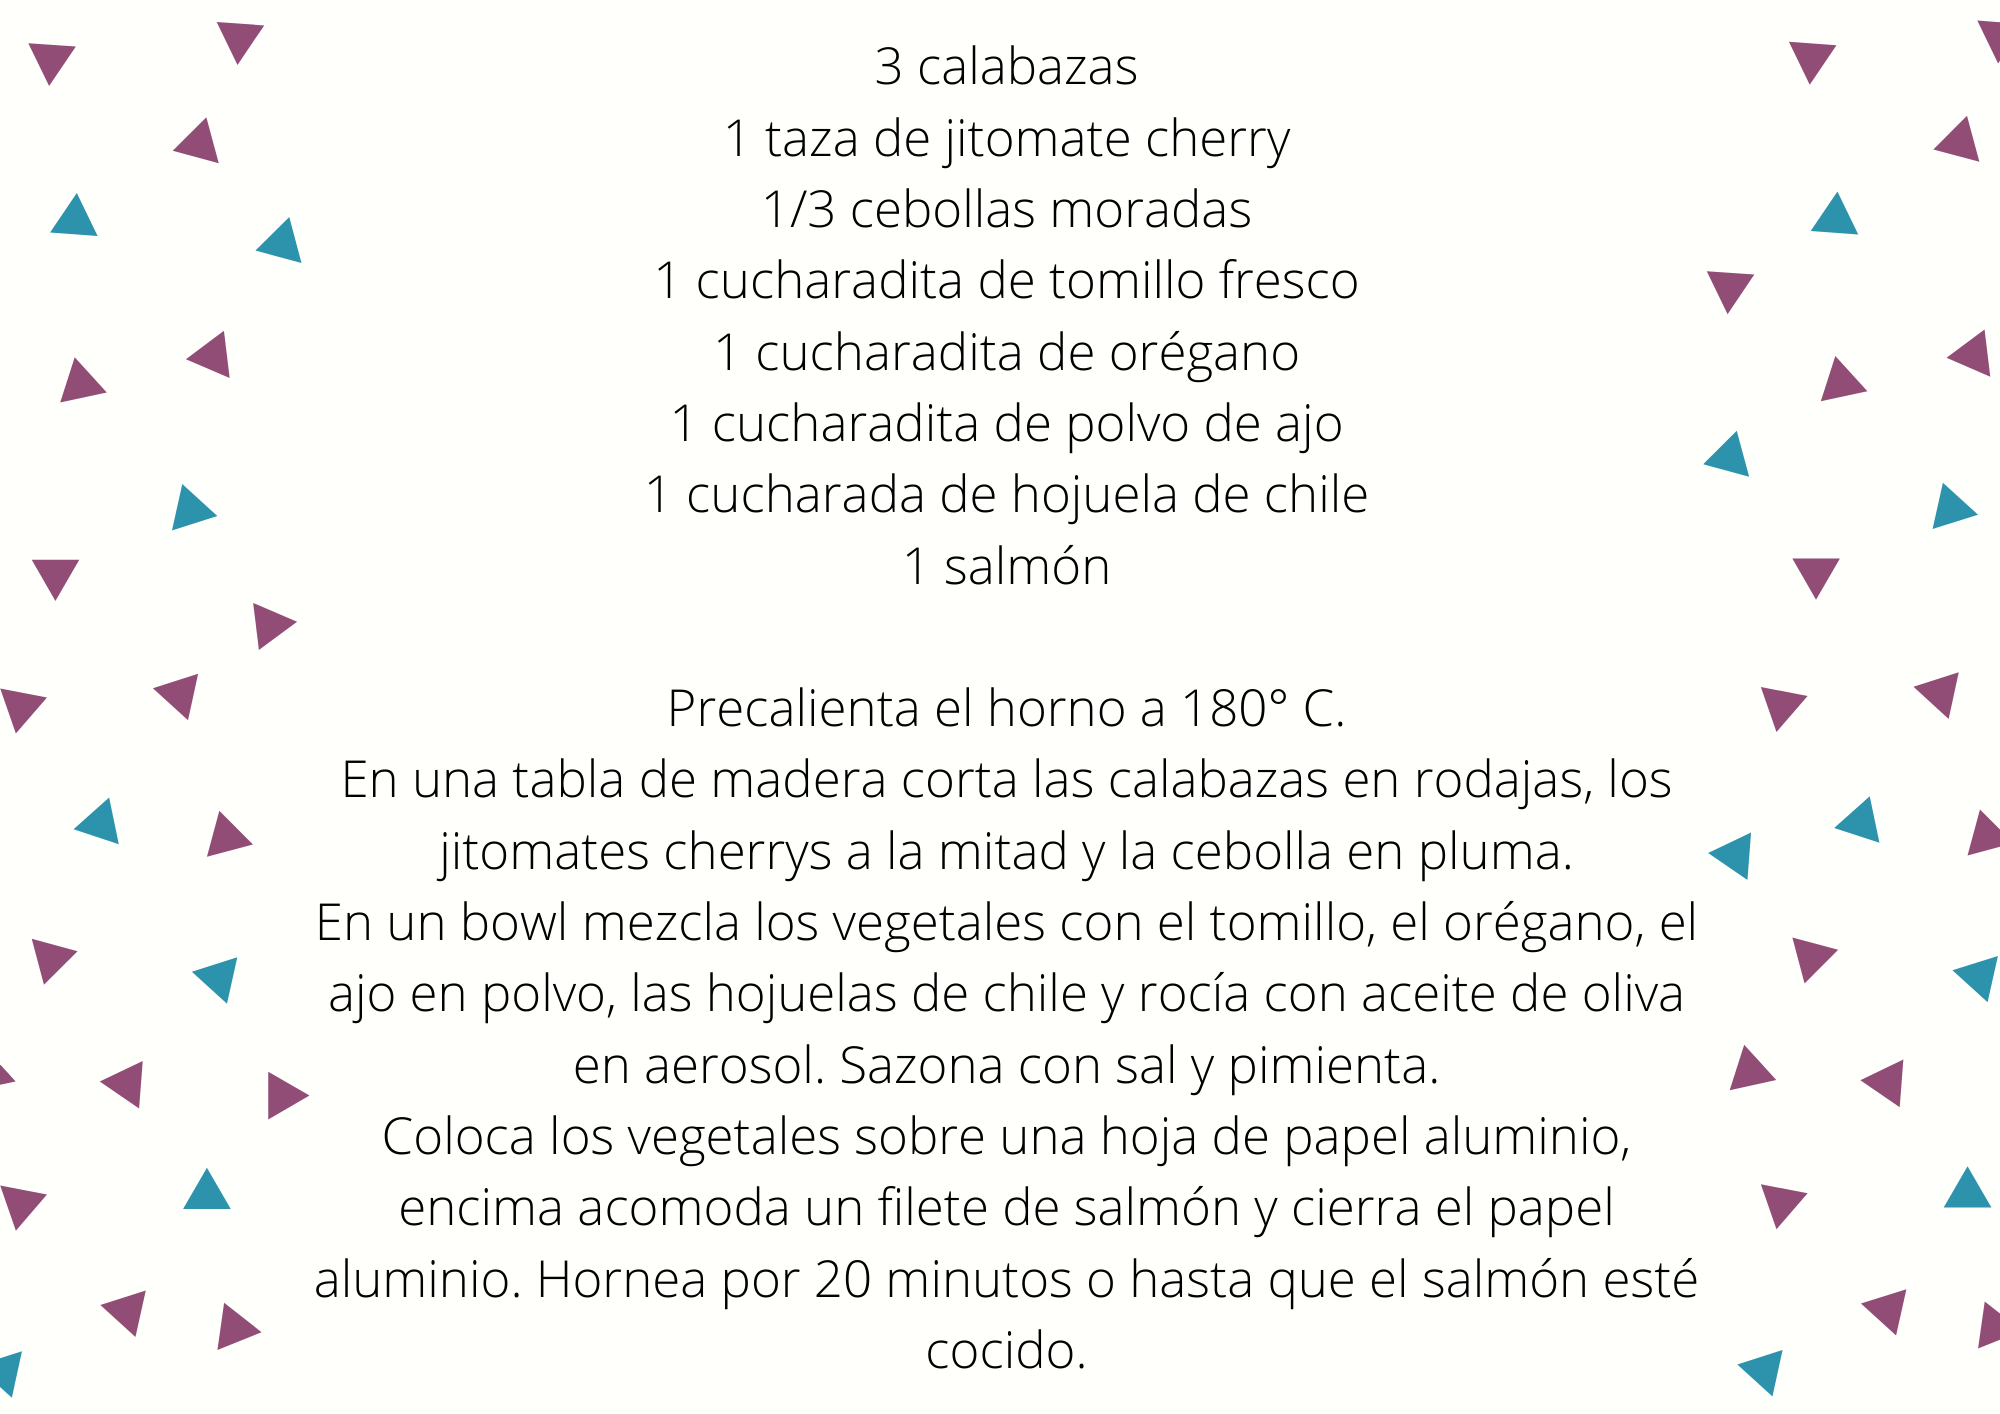 3 calabazas
1 taza de jitomate cherry
1/3 cebollas moradas
1 cucharadita de tomillo fresco
1 cucharadita de orégano
1 cucharadita de polvo de ajo
1 cucharada de hojuela de chile
1 salmón
Precalienta el horno a 180° C.
En una tabla de madera corta las calabazas en rodajas, los
jitomates cherrys a la mitad y la cebolla en pluma.
En un bowl mezcla los vegetales con el tomillo, el orégano, el
ajo en polvo, las hojuelas de chile y rocía con aceite de oliva
en aerosol. Sazona con sal y pimienta.
Coloca los vegetales sobre una hoja de papel aluminio,
encima acomoda un filete de salmón y cierra el papel
aluminio. Hornea por 20 minutos o hasta que el salmón esté
cocido.